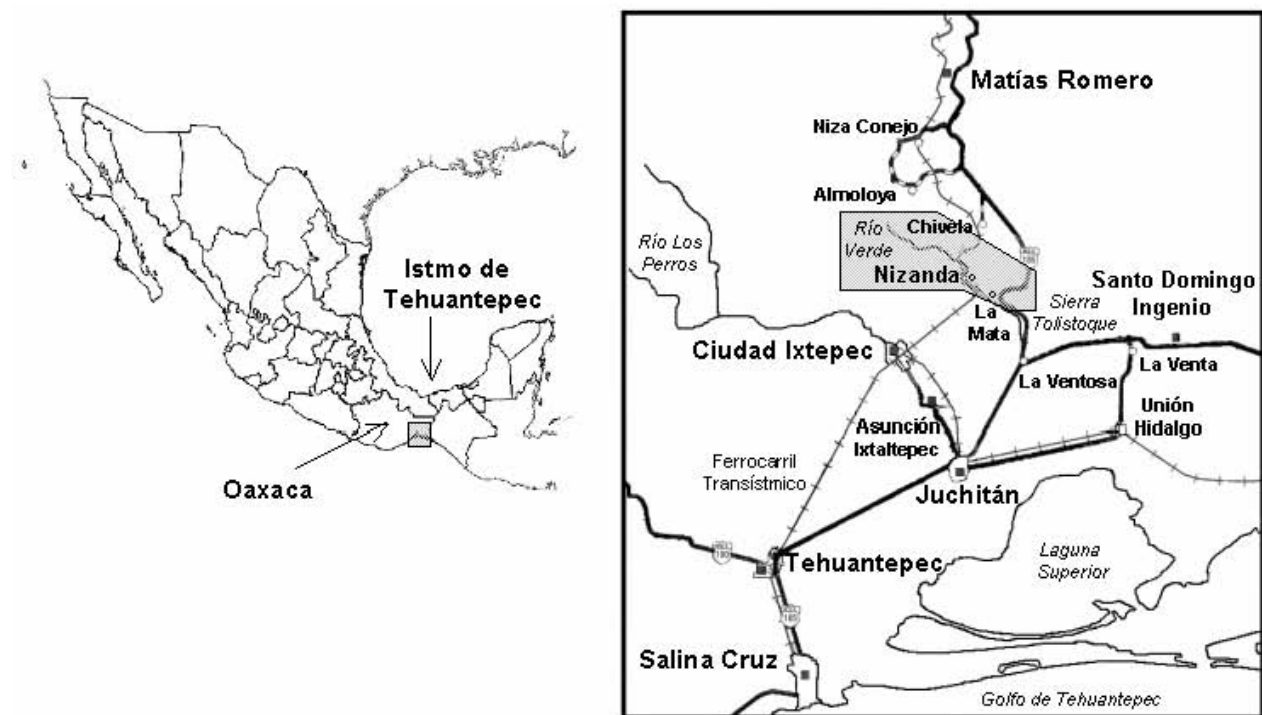 Istmo de
Tehuantepec
Oaxaca
Matías Romero
Niza Conejo
Almoloya
Chivela
Río
Verde
Río Los
Perros
Nizanda
Santo Domingo
Ingenio
La
Mata
Sierra
Tolistoque
Ciudad Ixtepec
La Ventosa
La Venta
Unión
Hidalgo
Asunción
Ixtaltepec
Ferrocarril
Transístmico
Juchitán
Laguna
Superior
Tehuantepec
185
Salina Cruz
Golfo de Tehuantepec